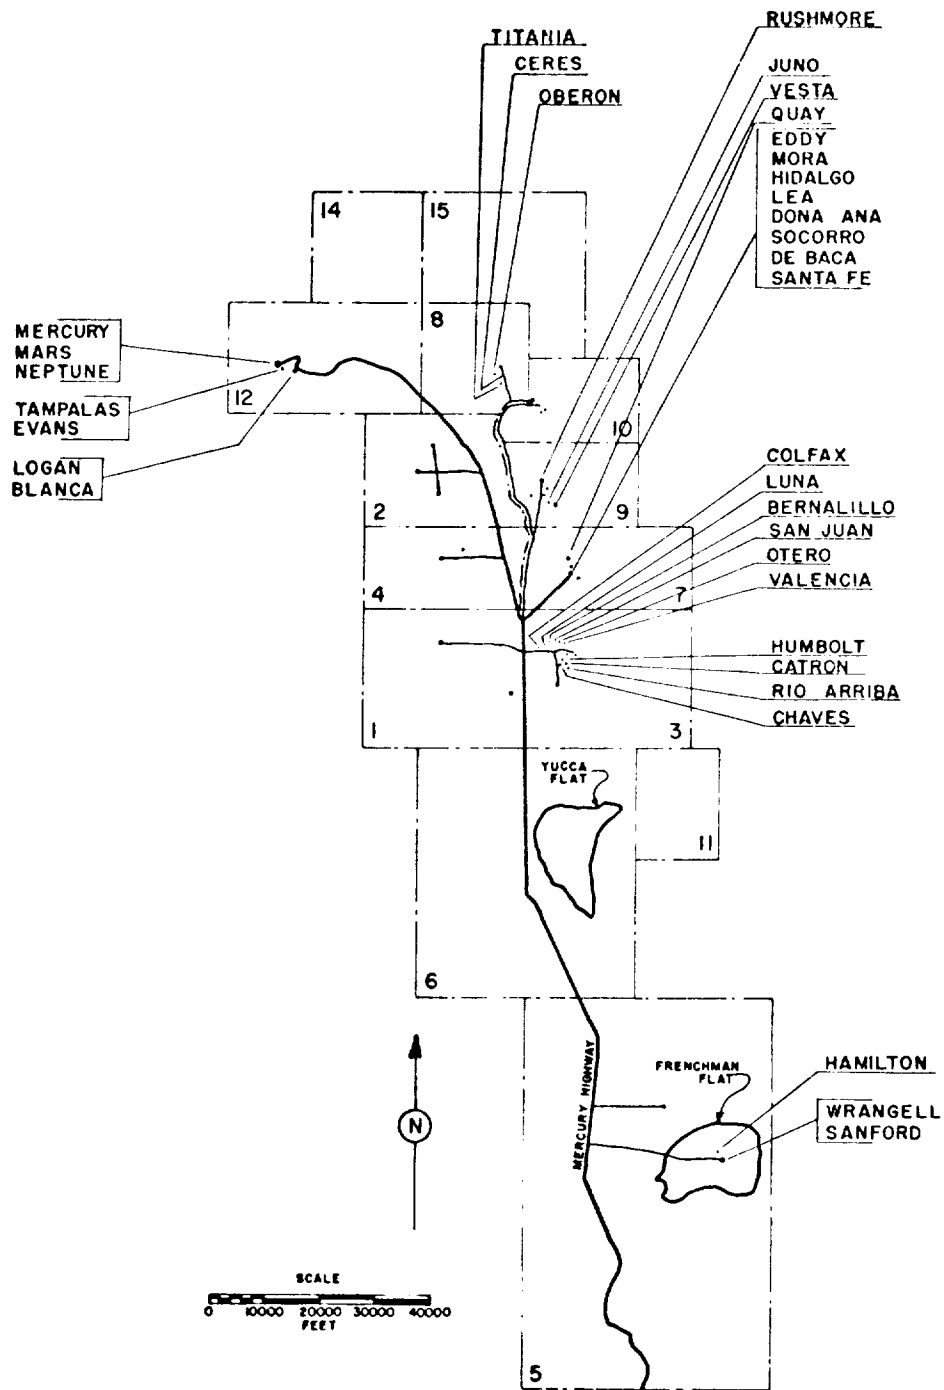 RUSHMORE
TITANIA
CERES
OBERON
JUNO
VESTA
QUAY
EDDY
MORA
HIDALGO
LEA
DONA ANA
SOCORRO
DE BACA
SANTA FE
14
15
8
MERCURY
MARS
NEPTUNE
12
TAMPALAS
EVANS
LOGAN
BLANCA
10
2
9
COLFAX
LUNA
BERNALILLO
SAN JUAN
OTERO
VALENCIA
4
7
HUMBOLT
CATRON
RIO ARRIBA
CHAVES
1
3
YUCCA
FLAT
11
6
MERCURY HIGHWAY
FRENCHMAN
FLAT
HAMILTON
WRANGELL
SANFORD
N
SCALE
0 10000 20000 30000 40000
FEET
5